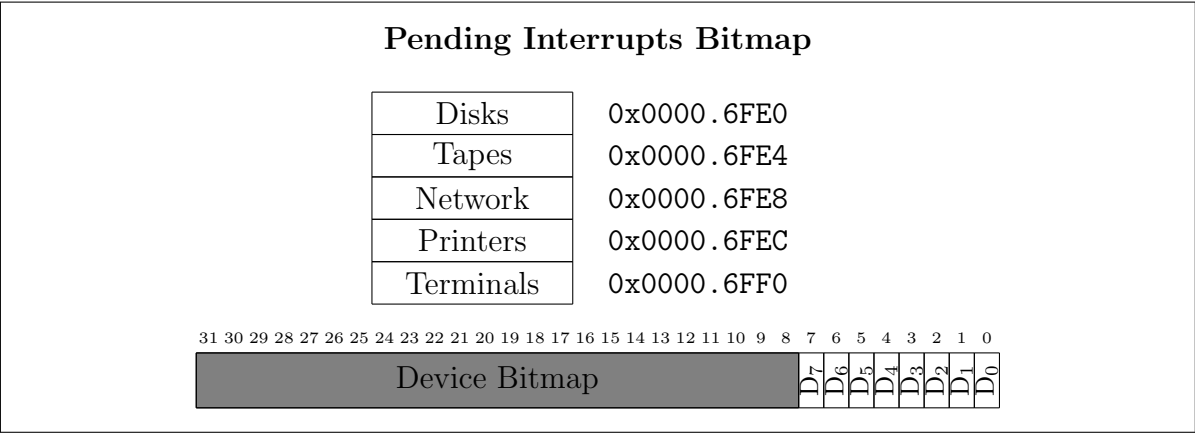 Pending Interrupts Bitmap
Disks 0x0000.6FE0
Tapes 0x0000.6FE4
Network 0x0000.6FE8
Printers 0x0000.6FEC
Terminals 0x0000.6FF0
31 30 29 28 27 26 25 24 23 22 21 20 19 18 17 16 15 14 13 12 11 10 9 8 7 6 5 4 3 2 1 0
Device Bitmap D7 D6 D5 D4 D3 D2 D1 D0